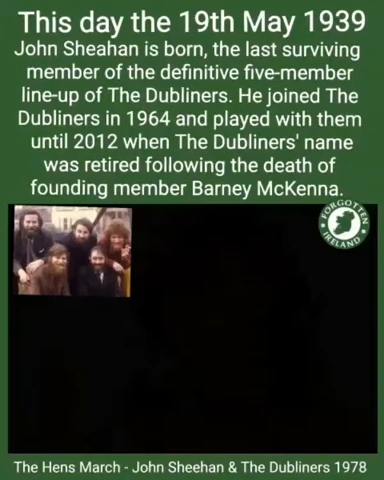 This day the 19th May 1939
John Sheahan is born, the last surviving
member of the definitive five-member
line-up of The Dubliners. He joined The
Dubliners in 1964 and played with them
until 2012 when The Dubliners' name
was retired following the death of
founding member Barney McKenna.
FORGOTTEN
IRELAND
The Hens March - John Sheehan & The Dubliners 1978